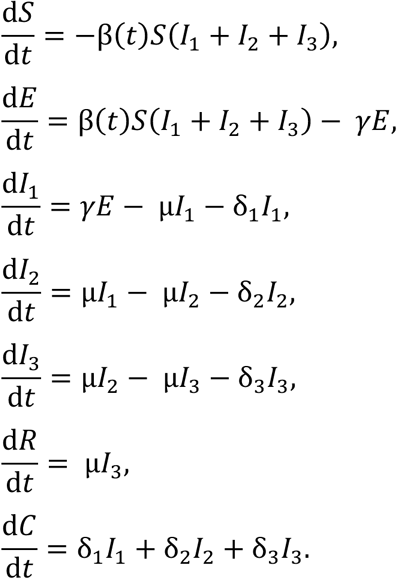 dS/dt = −β(t)S(I₁ + I₂ + I₃),
dE/dt = β(t)S(I₁ + I₂ + I₃) − γE,
dI₁/dt = γE − μI₁ − δ₁I₁,
dI₂/dt = μI₁ − μI₂ − δ₂I₂,
dI₃/dt = μI₂ − μI₃ − δ₃I₃,
dR/dt = μI₃,
dC/dt = δ₁I₁ + δ₂I₂ + δ₃I₃.